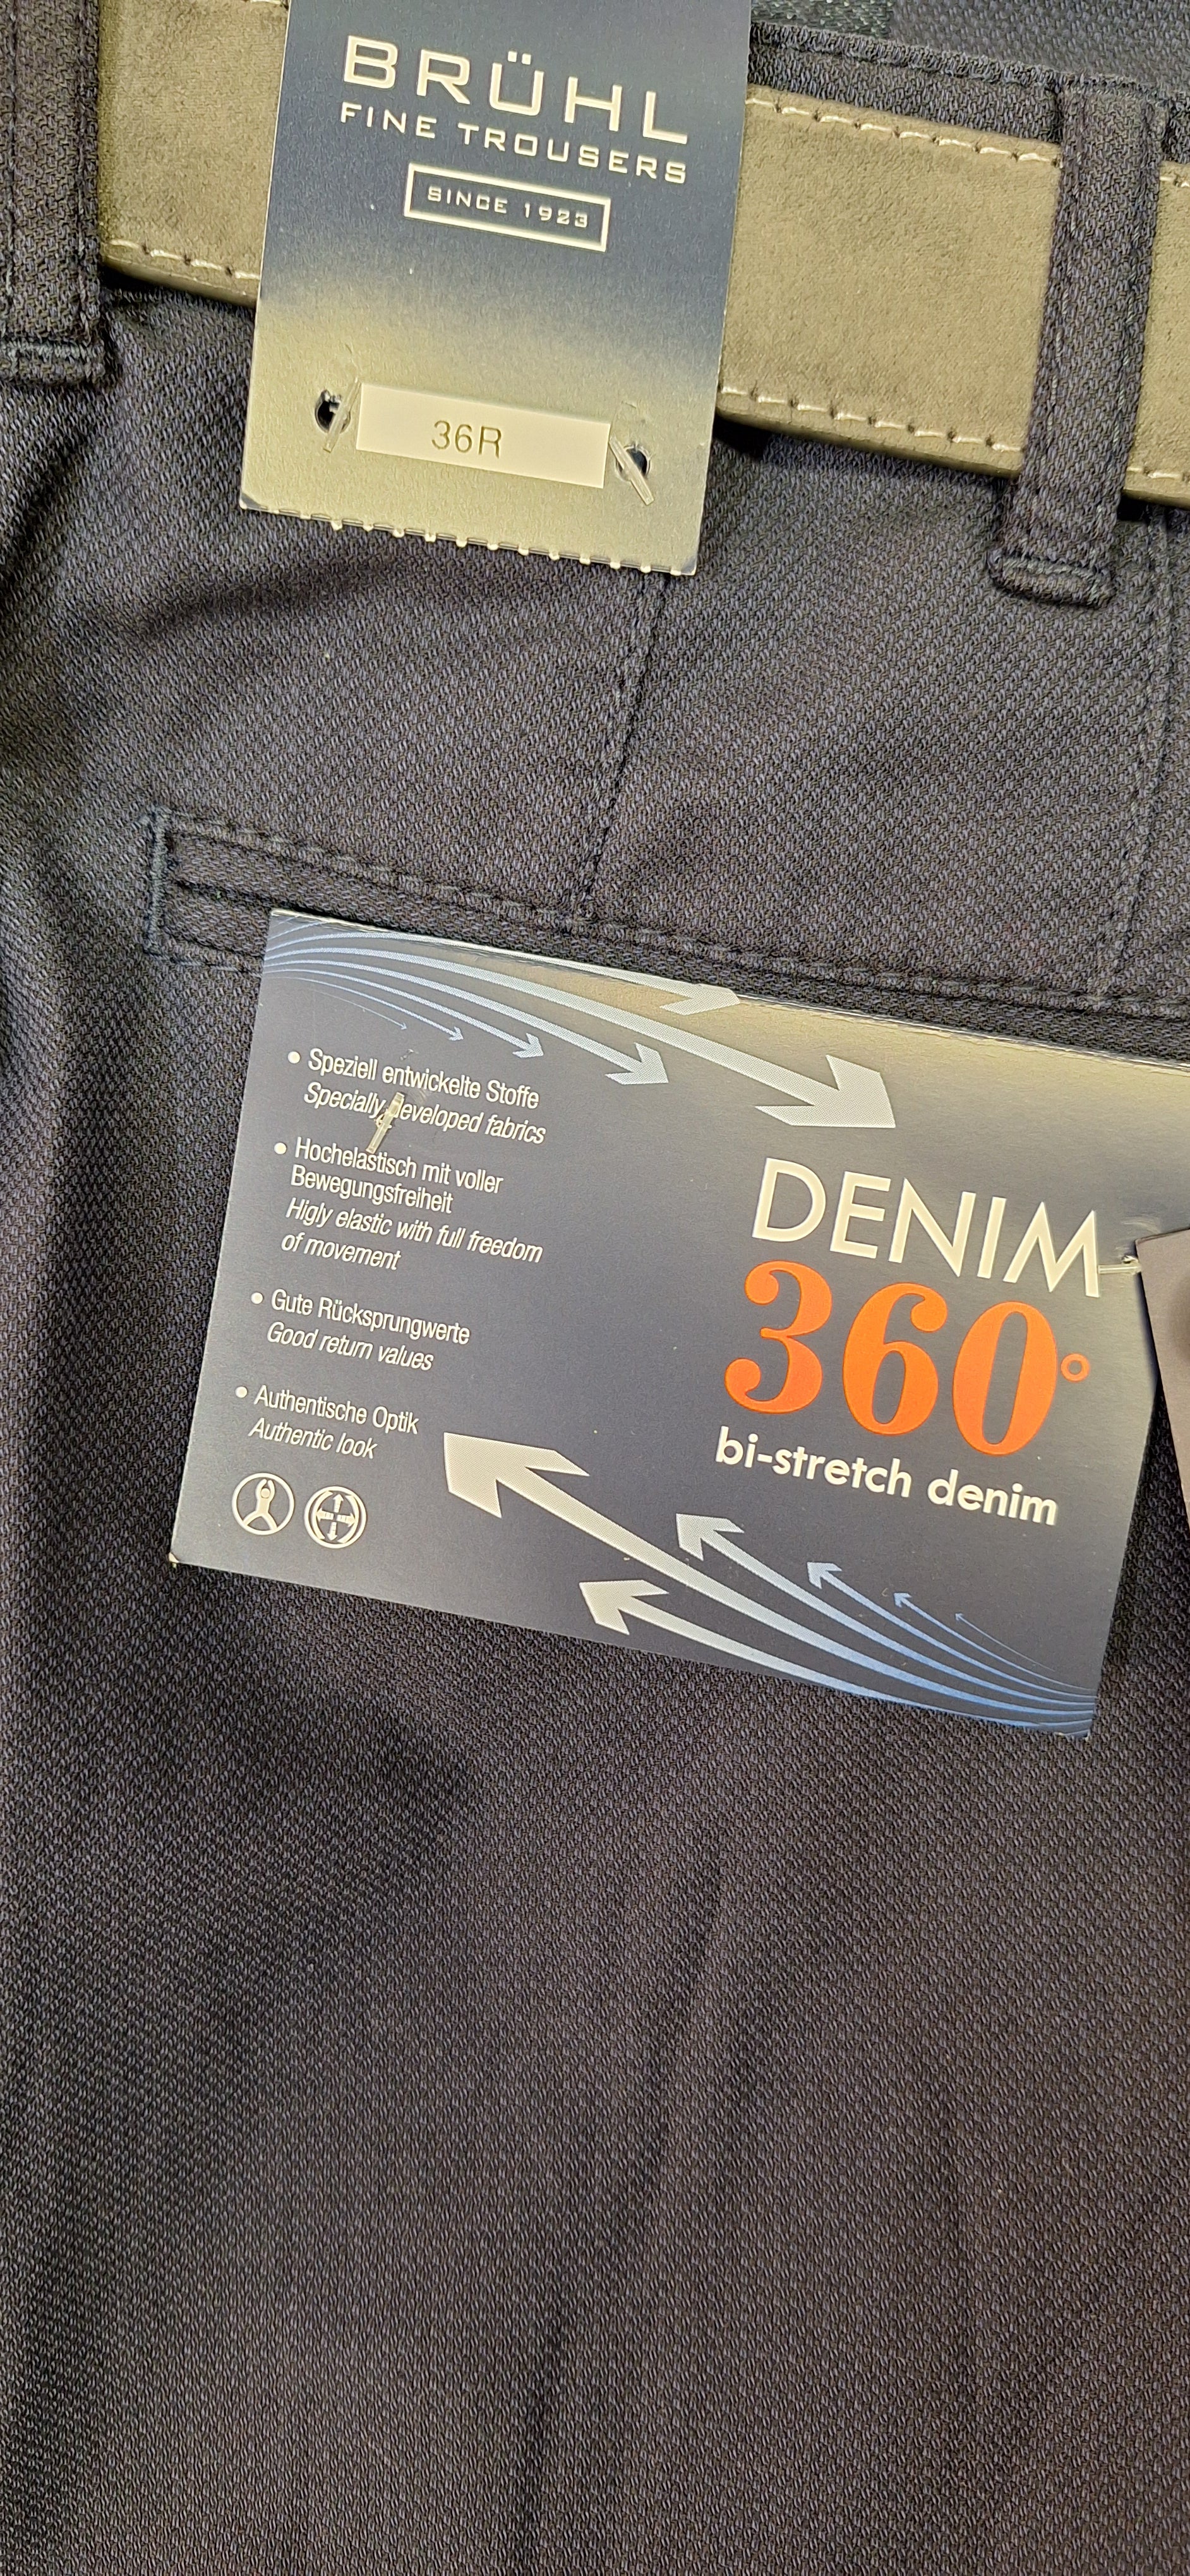 BRÜHL
FINE TROUSERS
SINCE 1923
36R
• Speziell entwickelte Stoffe
Specially developed fabrics
• Hochelastisch mit voller
Bewegungsfreiheit
Higly elastic with full freedom
of movement
• Gute Rücksprungwerte
Good return values
• Authentische Optik
Authentic look
DENIM
360°
bi-stretch denim